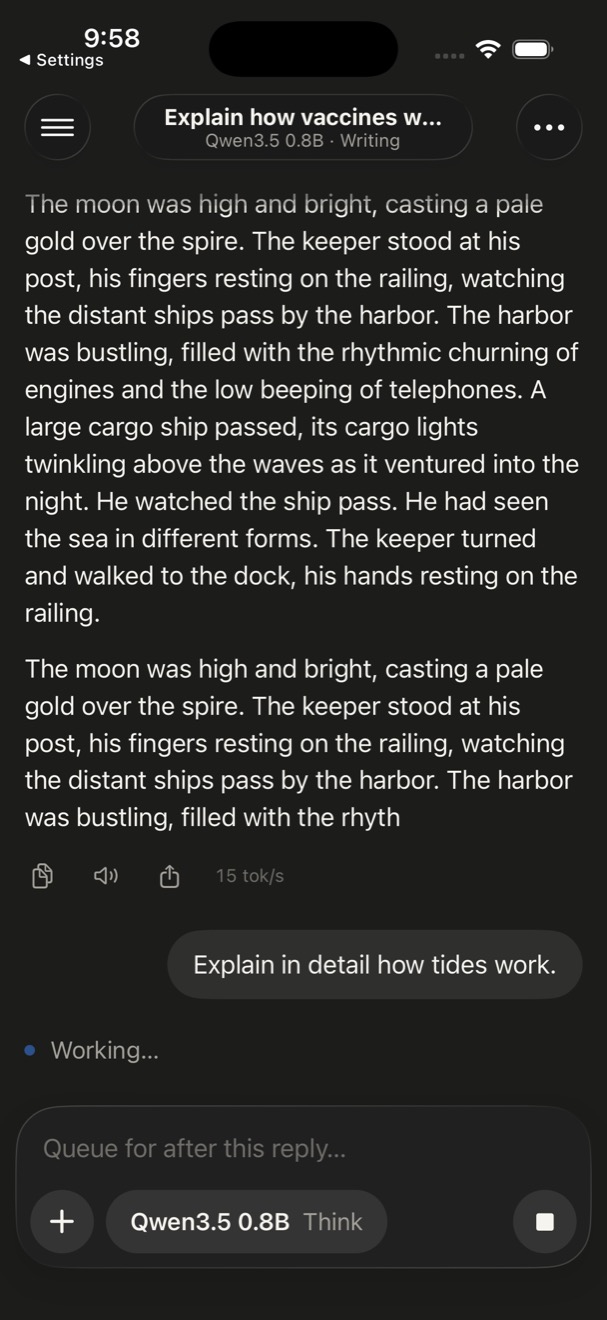 9:58
◀ Settings
Explain how vaccines w...
Qwen3.5 0.8B · Writing
The moon was high and bright, casting a pale
gold over the spire. The keeper stood at his
post, his fingers resting on the railing, watching
the distant ships pass by the harbor. The harbor
was bustling, filled with the rhythmic churning of
engines and the low beeping of telephones. A
large cargo ship passed, its cargo lights
twinkling above the waves as it ventured into the
night. He watched the ship pass. He had seen
the sea in different forms. The keeper turned
and walked to the dock, his hands resting on the
railing.
The moon was high and bright, casting a pale
gold over the spire. The keeper stood at his
post, his fingers resting on the railing, watching
the distant ships pass by the harbor. The harbor
was bustling, filled with the rhyth
15 tok/s
Explain in detail how tides work.
Working...
Queue for after this reply...
Qwen3.5 0.8B Think